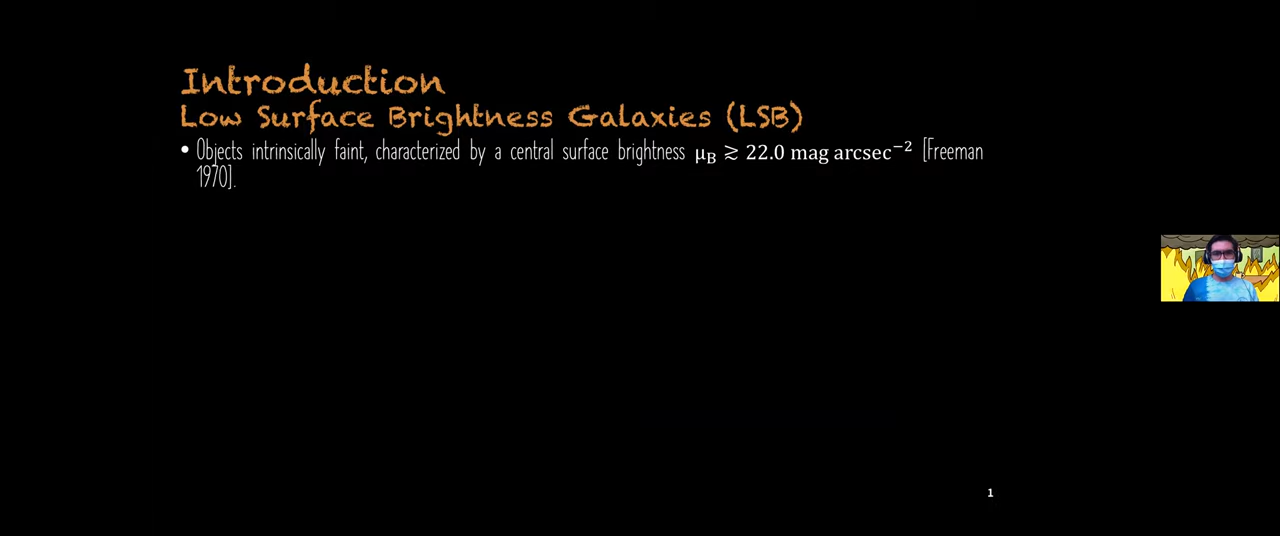 Introduction
Low Surface Brightness Galaxies (LSB)
• Objects intrinsically faint, characterized by a central surface brightness μ_B ≳ 22.0 mag arcsec⁻² [Freeman
1970].
1